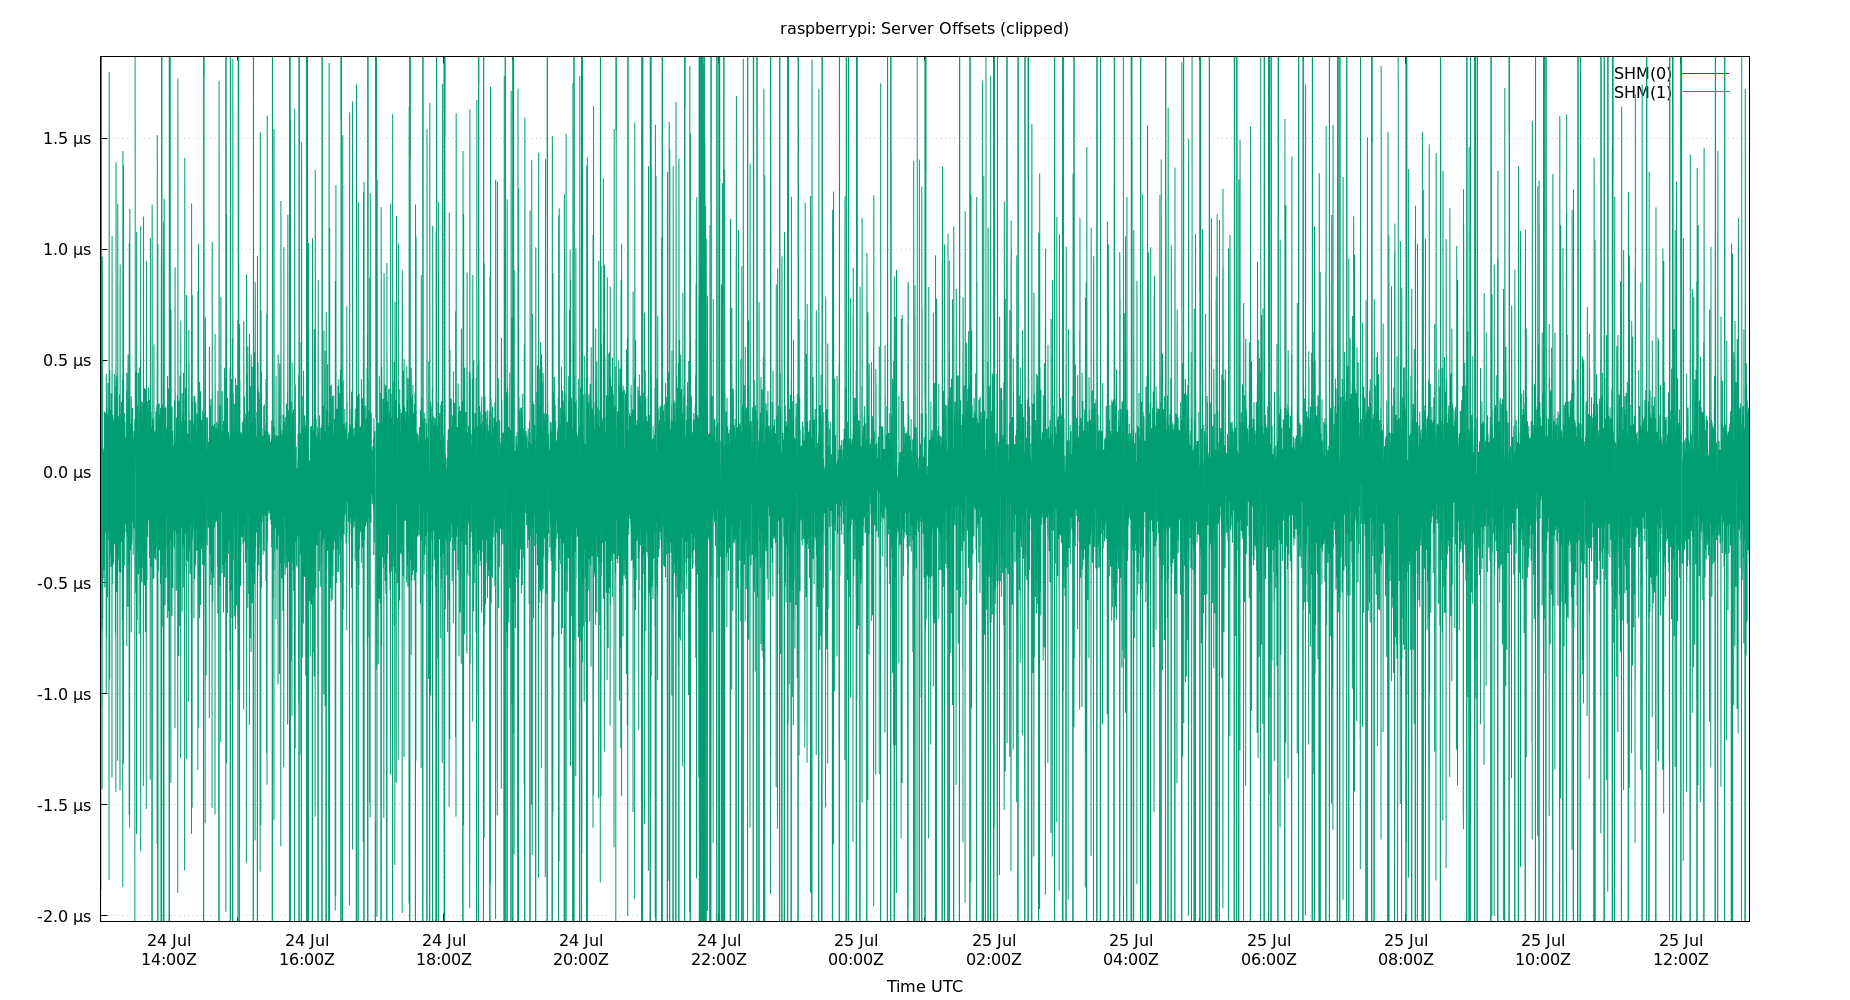 raspberrypi: Server Offsets (clipped)
SHM(0)
SHM(1)
1.5 µs
1.0 µs
0.5 µs
0.0 µs
-0.5 µs
-1.0 µs
-1.5 µs
-2.0 µs
24 Jul 24 Jul 24 Jul 24 Jul 24 Jul 25 Jul 25 Jul 25 Jul 25 Jul 25 Jul 25 Jul 25 Jul
14:00Z 16:00Z 18:00Z 20:00Z 22:00Z 00:00Z 02:00Z 04:00Z 06:00Z 08:00Z 10:00Z 12:00Z
Time UTC